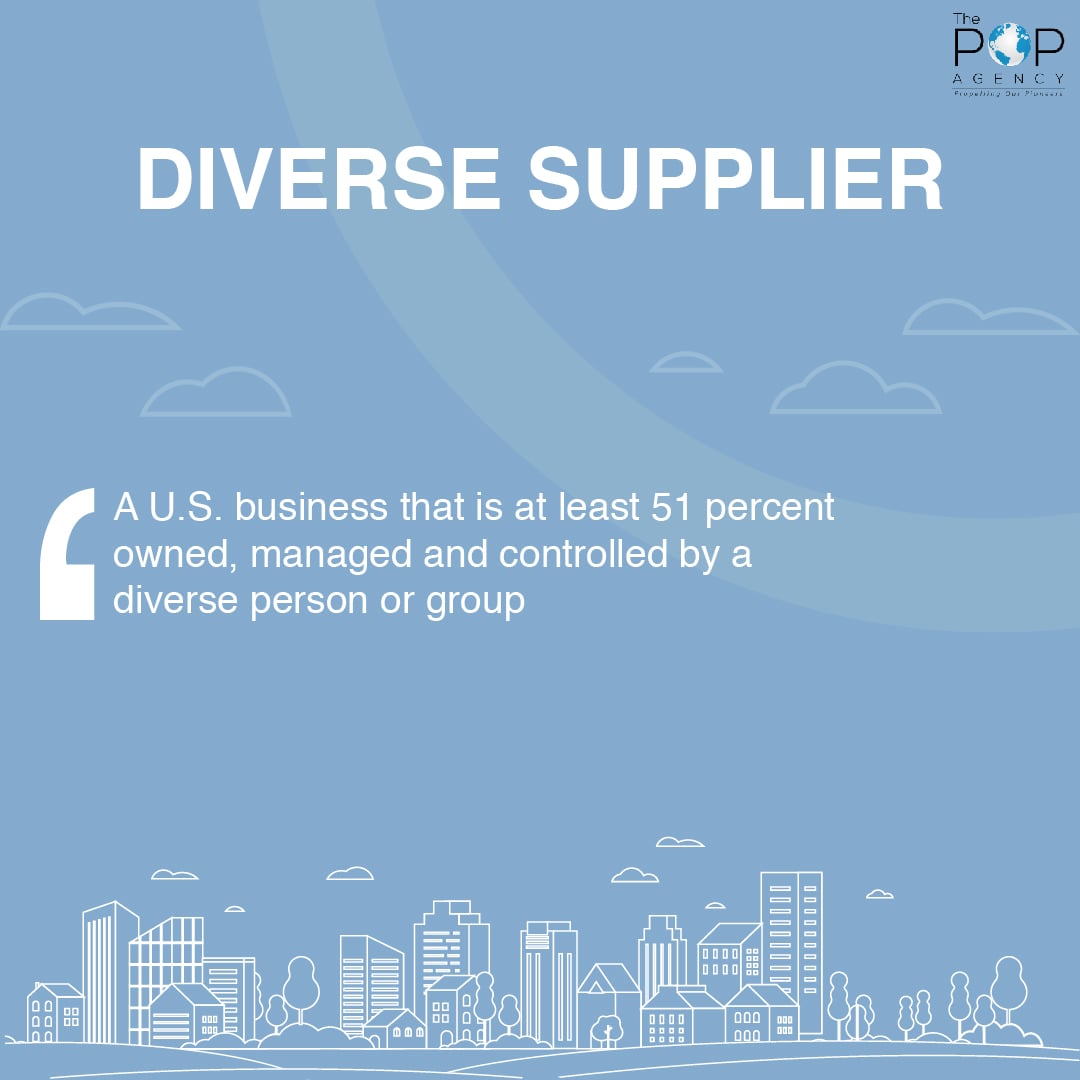 The
POP
AGENCY
Propelling Our Pioneers
DIVERSE SUPPLIER
A U.S. business that is at least 51 percent
owned, managed and controlled by a
diverse person or group